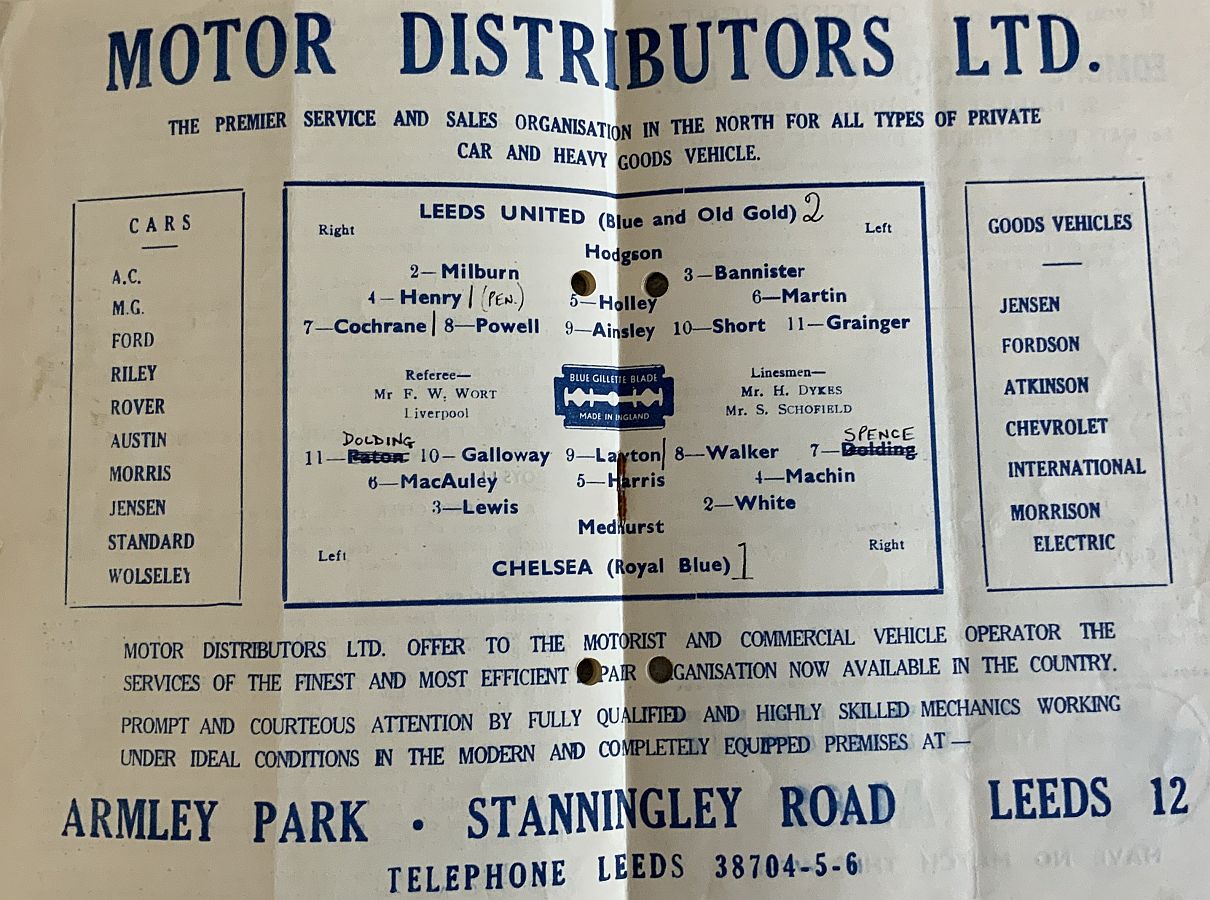 MOTOR DISTRIBUTORS LTD.
THE PREMIER SERVICE AND SALES ORGANISATION IN THE NORTH FOR ALL TYPES OF PRIVATE
CAR AND HEAVY GOODS VEHICLE.
CARS
A.C.
M.G.
FORD
RILEY
ROVER
AUSTIN
MORRIS
JENSEN
STANDARD
WOLSELEY
LEEDS UNITED (Blue and Old Gold) 2
Right Left
Hodgson
2—Milburn 3—Bannister
4—Henry | (PEN.) 5—Holley 6—Martin
7—Cochrane | 8—Powell 9—Ainsley 10—Short 11—Grainger
Referee—
Mr F. W. WORT
Liverpool
BLUE GILLETTE BLADE
MADE IN ENGLAND
Linesmen—
Mr. H. DYKES
Mr. S. SCHOFIELD
DOLDING SPENCE
11—Paton 10—Galloway 9—Laxton | 8—Walker 7—Dolding
6—MacAuley 5—Harris 4—Machin
3—Lewis 2—White
Medhurst
Left Right
CHELSEA (Royal Blue) 1
GOODS VEHICLES
JENSEN
FORDSON
ATKINSON
CHEVROLET
INTERNATIONAL
MORRISON
ELECTRIC
MOTOR DISTRIBUTORS LTD. OFFER TO THE MOTORIST AND COMMERCIAL VEHICLE OPERATOR THE
SERVICES OF THE FINEST AND MOST EFFICIENT PAIR GANISATION NOW AVAILABLE IN THE COUNTRY.
PROMPT AND COURTEOUS ATTENTION BY FULLY QUALIFIED AND HIGHLY SKILLED MECHANICS WORKING
UNDER IDEAL CONDITIONS IN THE MODERN AND COMPLETELY EQUIPPED PREMISES AT—
ARMLEY PARK • STANNINGLEY ROAD LEEDS 12
TELEPHONE LEEDS 38704-5-6